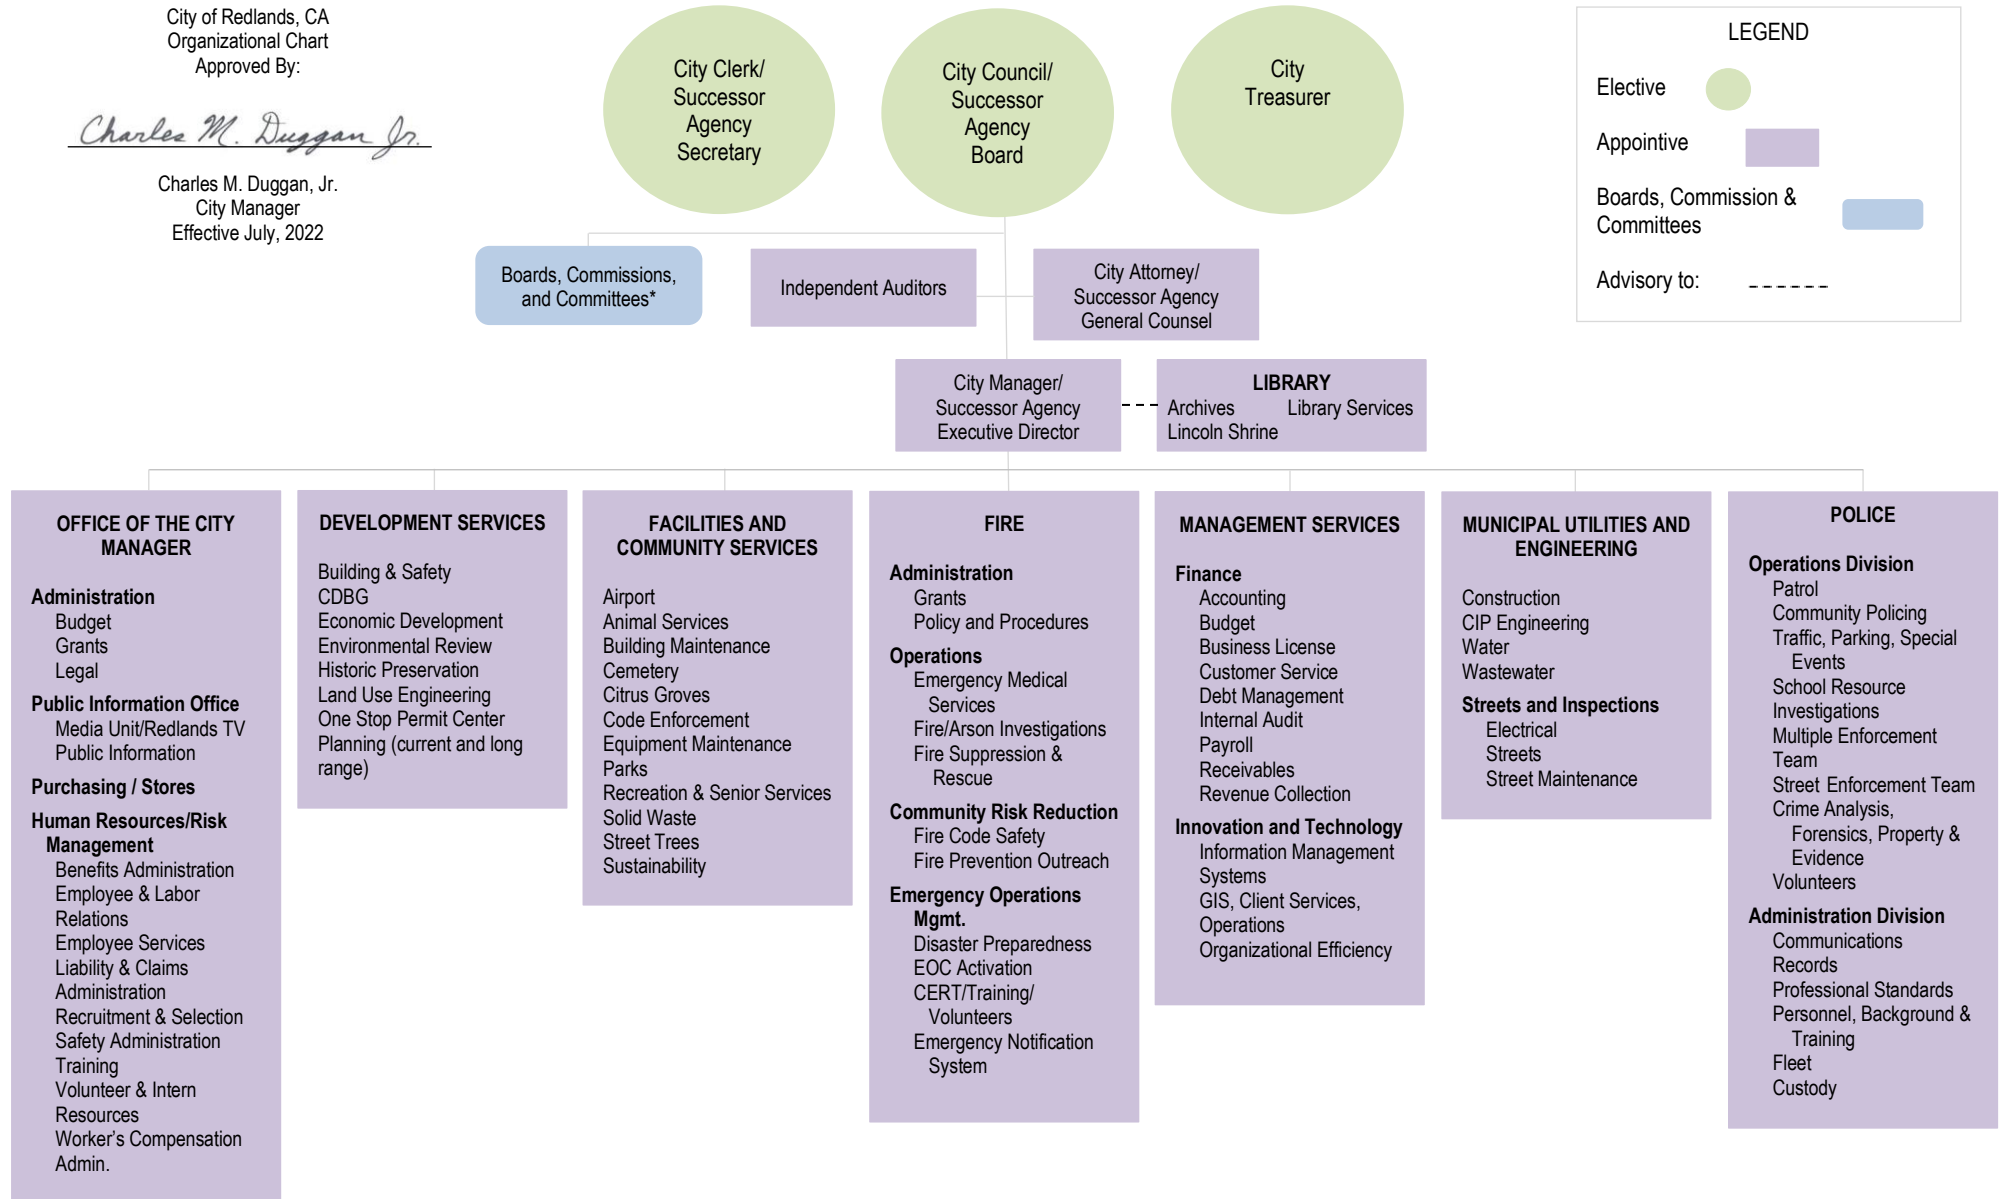 City of Redlands, CA
Organizational Chart
Approved By:
Charles M. Duggan Jr.
Charles M. Duggan, Jr.
City Manager
Effective July, 2022
City Clerk/
Successor
Agency
Secretary
City Council/
Successor
Agency
Board
City
Treasurer
LEGEND
Elective
Appointive
Boards, Commission &
Committees
Advisory to:
Boards, Commissions,
and Committees*
Independent Auditors
City Attorney/
Successor Agency
General Counsel
City Manager/
Successor Agency
Executive Director
LIBRARY
Archives Library Services
Lincoln Shrine
OFFICE OF THE CITY
MANAGER
Administration
Budget
Grants
Legal
Public Information Office
Media Unit/Redlands TV
Public Information
Purchasing / Stores
Human Resources/Risk
Management
Benefits Administration
Employee & Labor
Relations
Employee Services
Liability & Claims
Administration
Recruitment & Selection
Safety Administration
Training
Volunteer & Intern
Resources
Worker’s Compensation
Admin.
DEVELOPMENT SERVICES
Building & Safety
CDBG
Economic Development
Environmental Review
Historic Preservation
Land Use Engineering
One Stop Permit Center
Planning (current and long
range)
FACILITIES AND
COMMUNITY SERVICES
Airport
Animal Services
Building Maintenance
Cemetery
Citrus Groves
Code Enforcement
Equipment Maintenance
Parks
Recreation & Senior Services
Solid Waste
Street Trees
Sustainability
FIRE
Administration
Grants
Policy and Procedures
Operations
Emergency Medical
Services
Fire/Arson Investigations
Fire Suppression &
Rescue
Community Risk Reduction
Fire Code Safety
Fire Prevention Outreach
Emergency Operations
Mgmt.
Disaster Preparedness
EOC Activation
CERT/Training/
Volunteers
Emergency Notification
System
MANAGEMENT SERVICES
Finance
Accounting
Budget
Business License
Customer Service
Debt Management
Internal Audit
Payroll
Receivables
Revenue Collection
Innovation and Technology
Information Management
Systems
GIS, Client Services,
Operations
Organizational Efficiency
MUNICIPAL UTILITIES AND
ENGINEERING
Construction
CIP Engineering
Water
Wastewater
Streets and Inspections
Electrical
Streets
Street Maintenance
POLICE
Operations Division
Patrol
Community Policing
Traffic, Parking, Special
Events
School Resource
Investigations
Multiple Enforcement
Team
Street Enforcement Team
Crime Analysis,
Forensics, Property &
Evidence
Volunteers
Administration Division
Communications
Records
Professional Standards
Personnel, Background &
Training
Fleet
Custody